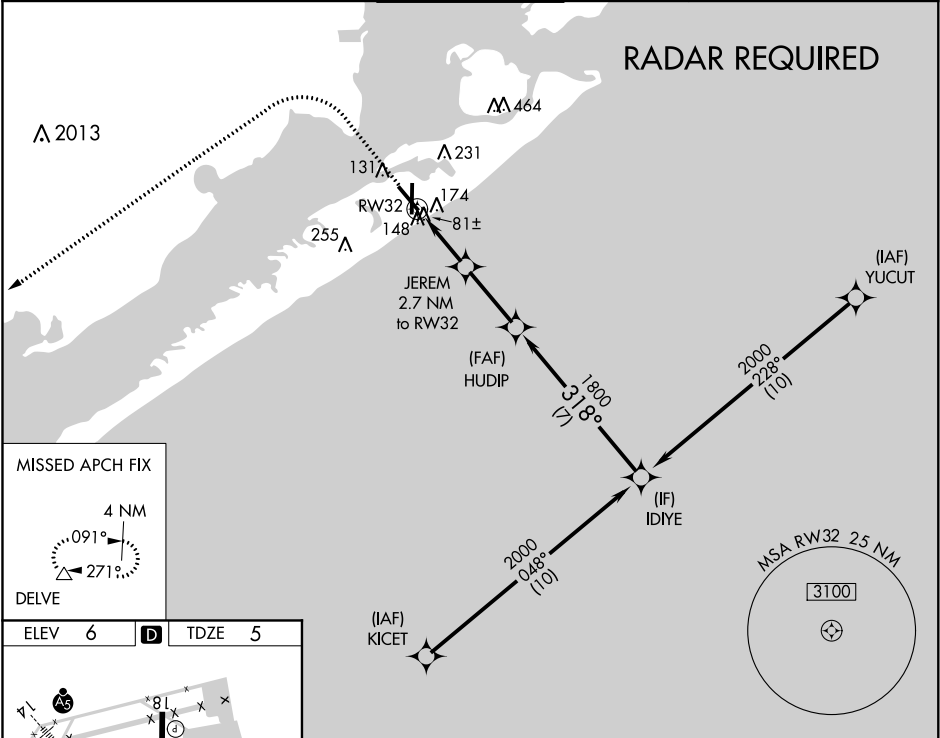 RADAR REQUIRED
464
2013
231
131
RW32
174
148
81±
255
(IAF)
YUCUT
JEREM
2.7 NM
to RW32
(FAF)
HUDIP
2000
228°
(10)
1800
318°
(7)
MISSED APCH FIX
4 NM
091°
271°
DELVE
(IF)
IDIYE
2000
048°
(10)
MSA RW32 25 NM
3100
(IAF)
KICET
ELEV 6 D TDZE 5
A5
14
18
P